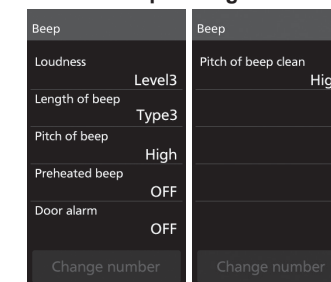 Beep
Loudness
Level3
Length of beep
Type3
Pitch of beep
High
Preheated beep
OFF
Door alarm
OFF
Change number
Beep
Pitch of beep clean
Change number